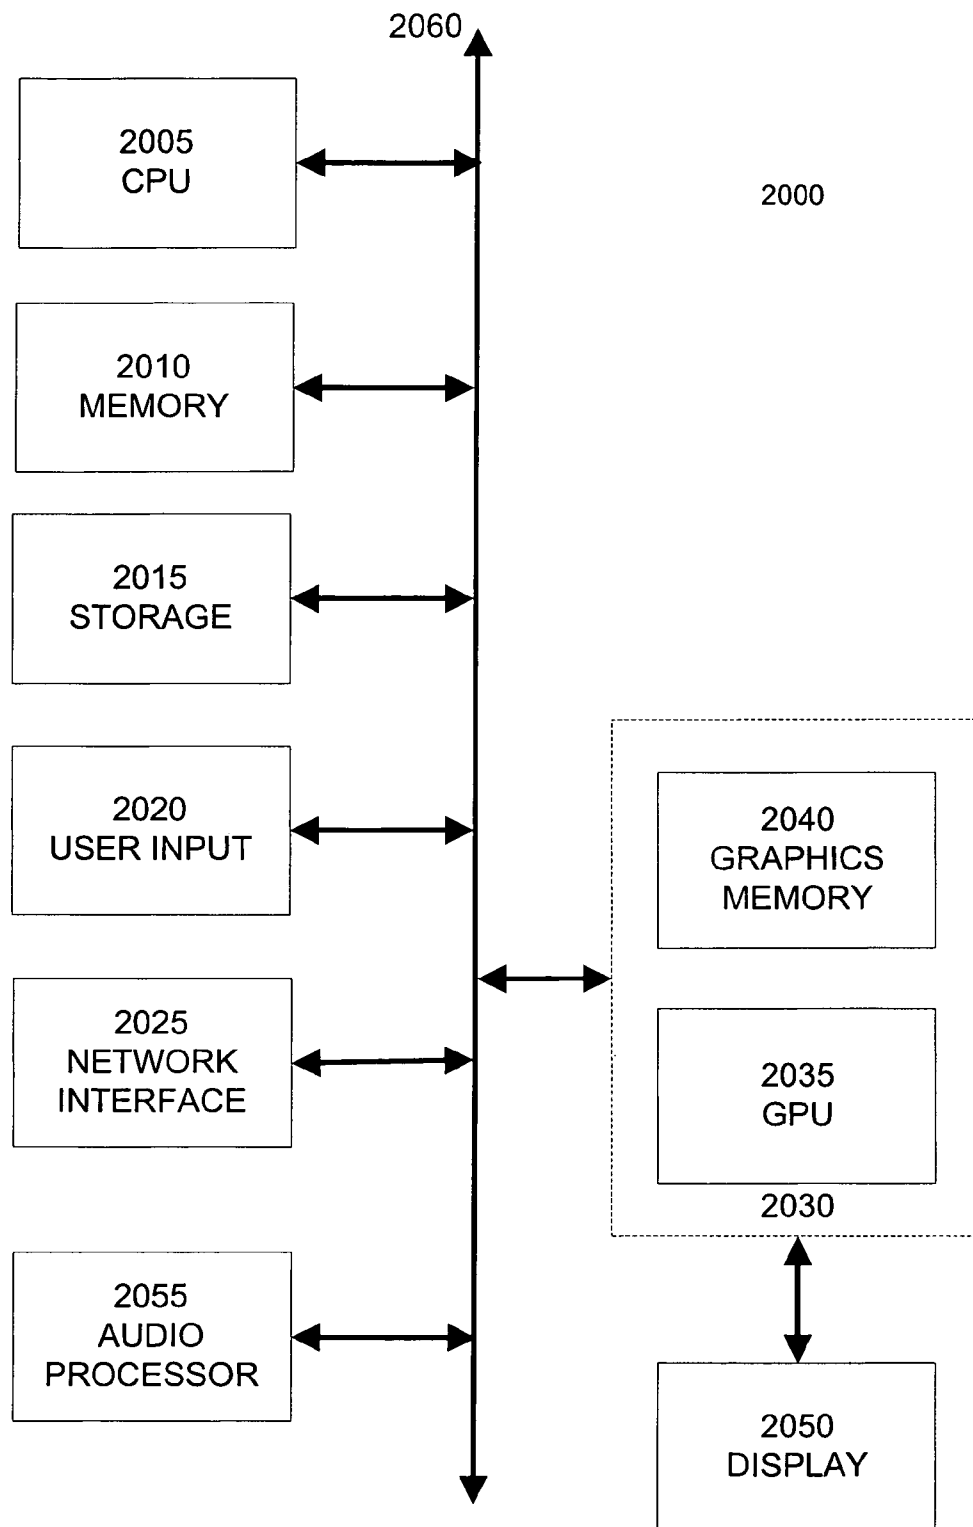 2060
2005
CPU
2000
2010
MEMORY
2015
STORAGE
2020
USER INPUT
2025
NETWORK
INTERFACE
2055
AUDIO
PROCESSOR
2040
GRAPHICS
MEMORY
2035
GPU
2030
2050
DISPLAY